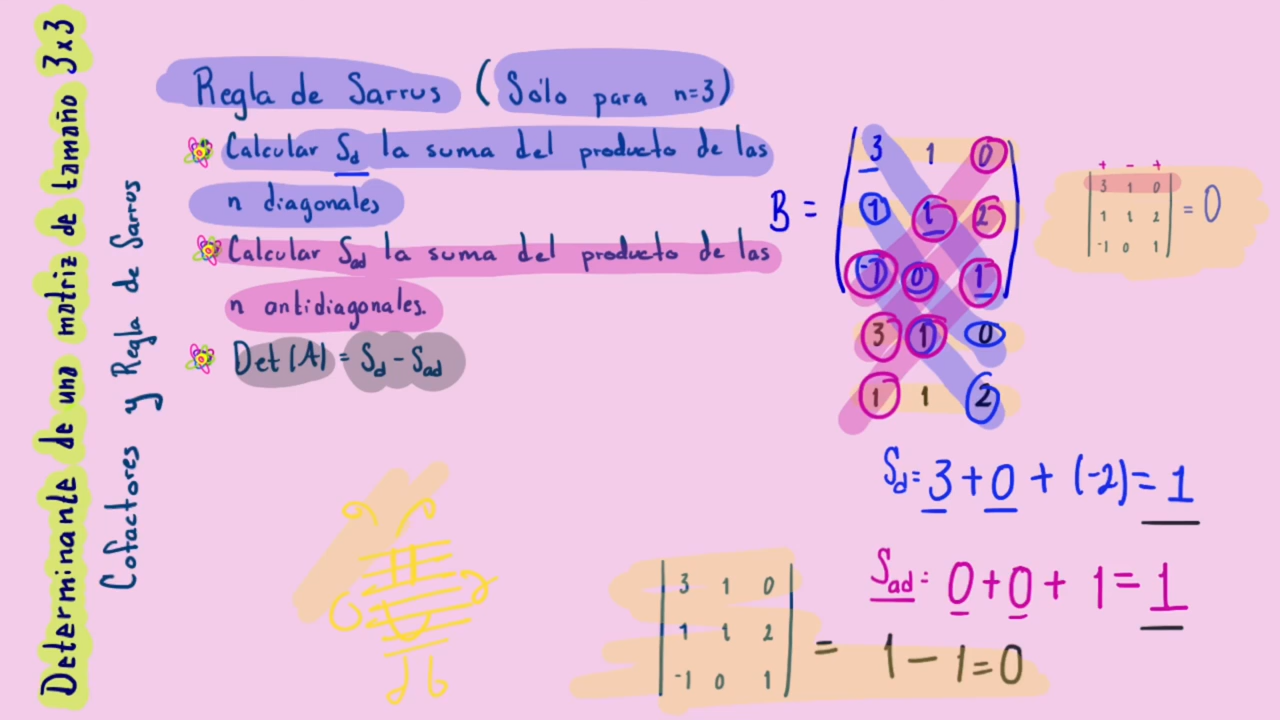 Determinante de una matriz de tamaño 3x3
Cofactores y Regla de Sarrus
Regla de Sarrus (Sólo para n=3)
Calcular Sd la suma del producto de las
n diagonales
Calcular Sad la suma del producto de las
n antidiagonales.
Det(A) = Sd - Sad
B =
3 1 0
1 1 2
(-1) 0 1
3 1 0
1 1 2
+ - +
3 1 0
1 1 2 = 0
-1 0 1
Sd = 3 + 0 + (-2) = 1
Sad = 0 + 0 + 1 = 1
3 1 0
1 1 2 = 1 - 1 = 0
-1 0 1